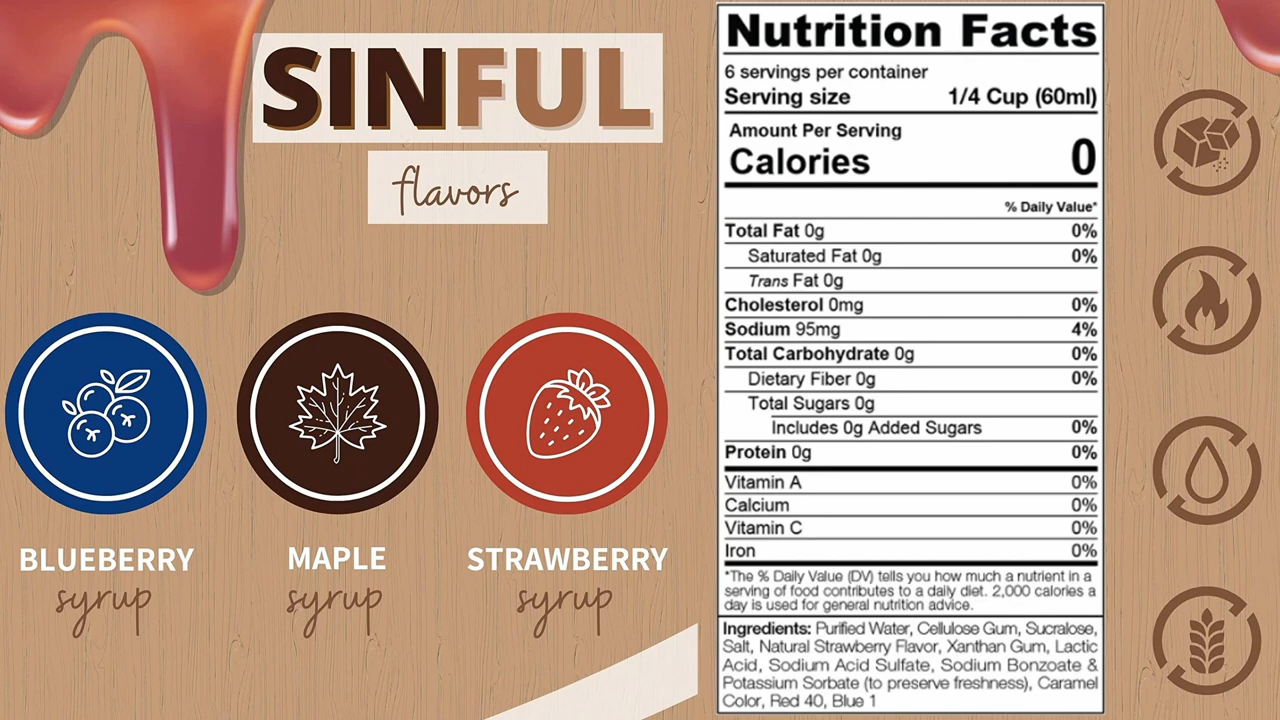 SINFUL
flavors
BLUEBERRY
syrup
MAPLE
syrup
STRAWBERRY
syrup
Nutrition Facts
6 servings per container
Serving size 1/4 Cup (60ml)
Amount Per Serving
Calories 0
% Daily Value*
Total Fat 0g 0%
Saturated Fat 0g 0%
Trans Fat 0g
Cholesterol 0mg 0%
Sodium 95mg 4%
Total Carbohydrate 0g 0%
Dietary Fiber 0g 0%
Total Sugars 0g
Includes 0g Added Sugars 0%
Protein 0g 0%
Vitamin A 0%
Calcium 0%
Vitamin C 0%
Iron 0%
*The % Daily Value (DV) tells you how much a nutrient in a
serving of food contributes to a daily diet. 2,000 calories a
day is used for general nutrition advice.
Ingredients: Purified Water, Cellulose Gum, Sucralose,
Salt, Natural Strawberry Flavor, Xanthan Gum, Lactic
Acid, Sodium Acid Sulfate, Sodium Bonzoate &
Potassium Sorbate (to preserve freshness), Caramel
Color, Red 40, Blue 1